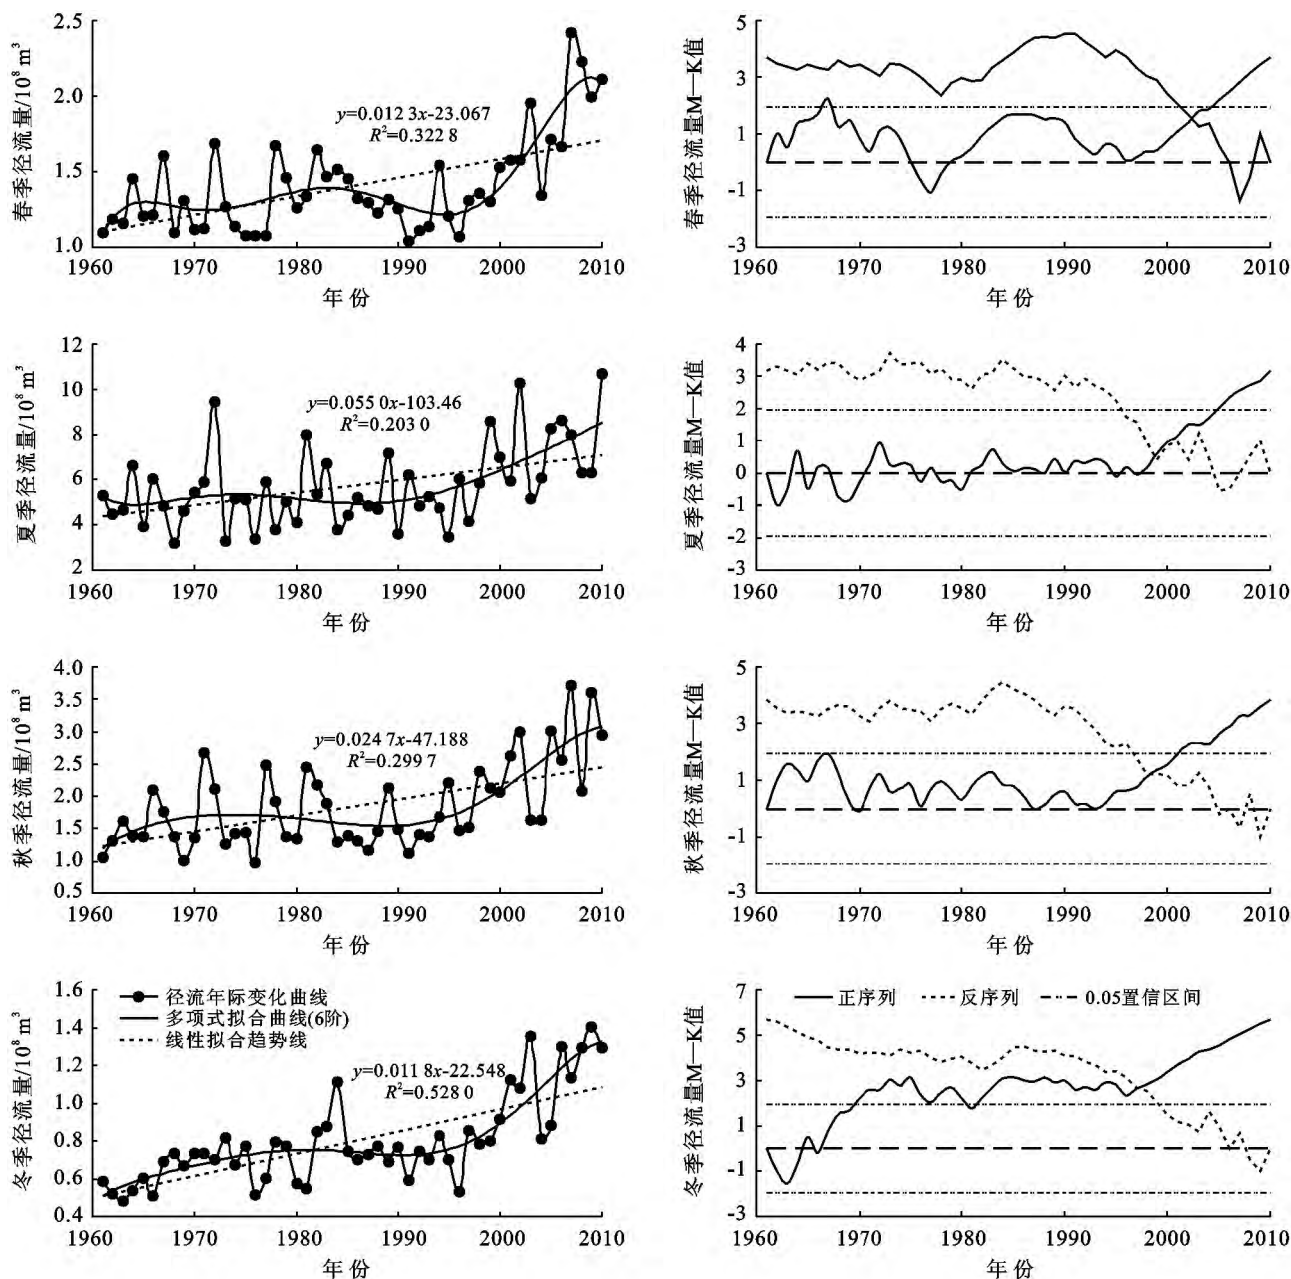 2.5
2.0
1.5
1.0
春季径流量/10⁸ m³
y=0.012 3x-23.067
R²=0.322 8
1960 1970 1980 1990 2000 2010
年份
5
3
1
-1
-3
春季径流量M—K值
1960 1970 1980 1990 2000 2010
年份
12
10
8
6
4
2
夏季径流量/10⁸ m³
y=0.055 0x-103.46
R²=0.203 0
1960 1970 1980 1990 2000 2010
年份
4
3
2
1
0
-1
-2
-3
夏季径流量M—K值
1960 1970 1980 1990 2000 2010
年份
4.0
3.5
3.0
2.5
2.0
1.5
1.0
0.5
秋季径流量/10⁸ m³
y=0.024 7x-47.188
R²=0.299 7
1960 1970 1980 1990 2000 2010
年份
5
3
1
-1
-3
秋季径流量M—K值
1960 1970 1980 1990 2000 2010
年份
1.6
1.4
1.2
1.0
0.8
0.6
0.4
冬季径流量/10⁸ m³
径流年际变化曲线
多项式拟合曲线(6阶)
线性拟合趋势线
y=0.011 8x-22.548
R²=0.528 0
1960 1970 1980 1990 2000 2010
年份
7
5
3
1
-1
-3
冬季径流量M—K值
正序列 反序列 0.05置信区间
1960 1970 1980 1990 2000 2010
年份